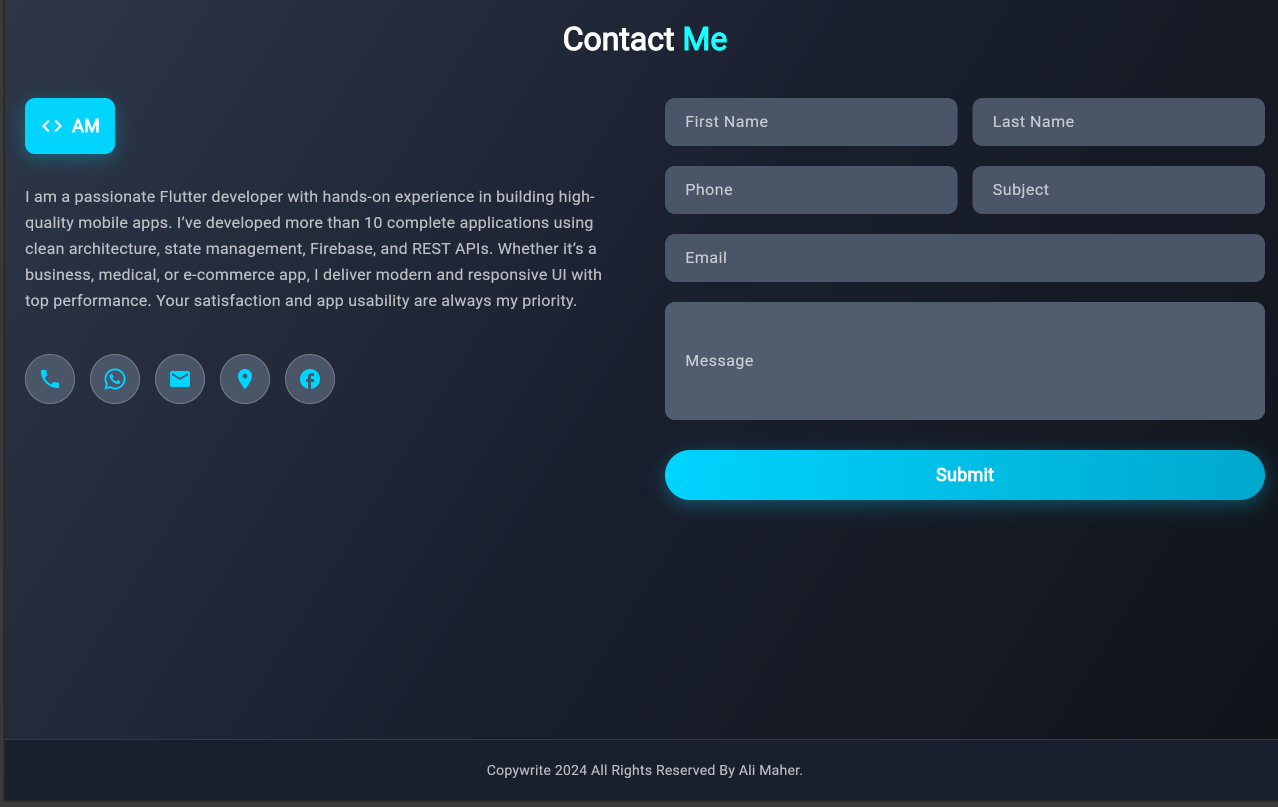 Contact Me
<> AM
I am a passionate Flutter developer with hands-on experience in building high-
quality mobile apps. I’ve developed more than 10 complete applications using
clean architecture, state management, Firebase, and REST APIs. Whether it’s a
business, medical, or e-commerce app, I deliver modern and responsive UI with
top performance. Your satisfaction and app usability are always my priority.
First Name
Last Name
Phone
Subject
Email
Message
Submit
Copywrite 2024 All Rights Reserved By Ali Maher.